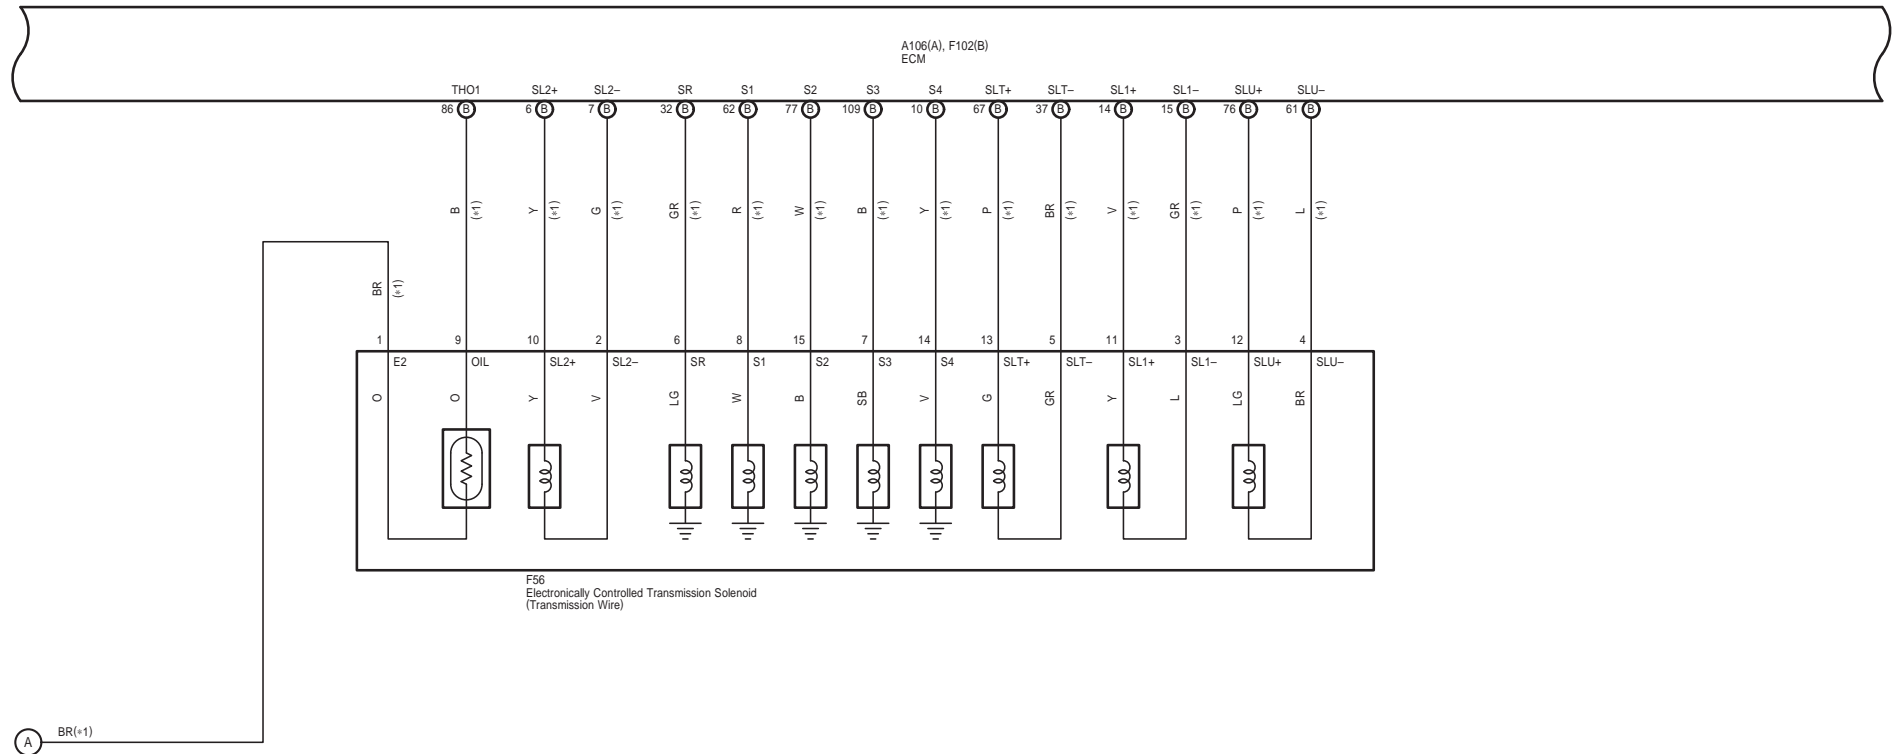 A106(A), F102(B)
ECM
THO1 SL2+ SL2– SR S1 S2 S3 S4 SLT+ SLT– SL1+ SL1– SLU+ SLU–
86 B 6 B 7 B 32 B 62 B 77 B 109 B 10 B 67 B 37 B 14 B 15 B 76 B 61 B
B (*1) Y (*1) G (*1) GR (*1) R (*1) W (*1) B (*1) Y (*1) P (*1) BR (*1) V (*1) GR (*1) P (*1) L (*1)
BR (*1)
1 9 10 2 6 8 15 7 14 13 5 11 3 12 4
E2 OIL SL2+ SL2– SR S1 S2 S3 S4 SLT+ SLT– SL1+ SL1– SLU+ SLU–
O O Y V LG W B SB V G GR Y L LG BR
F56
Electronically Controlled Transmission Solenoid
(Transmission Wire)
A BR(*1)